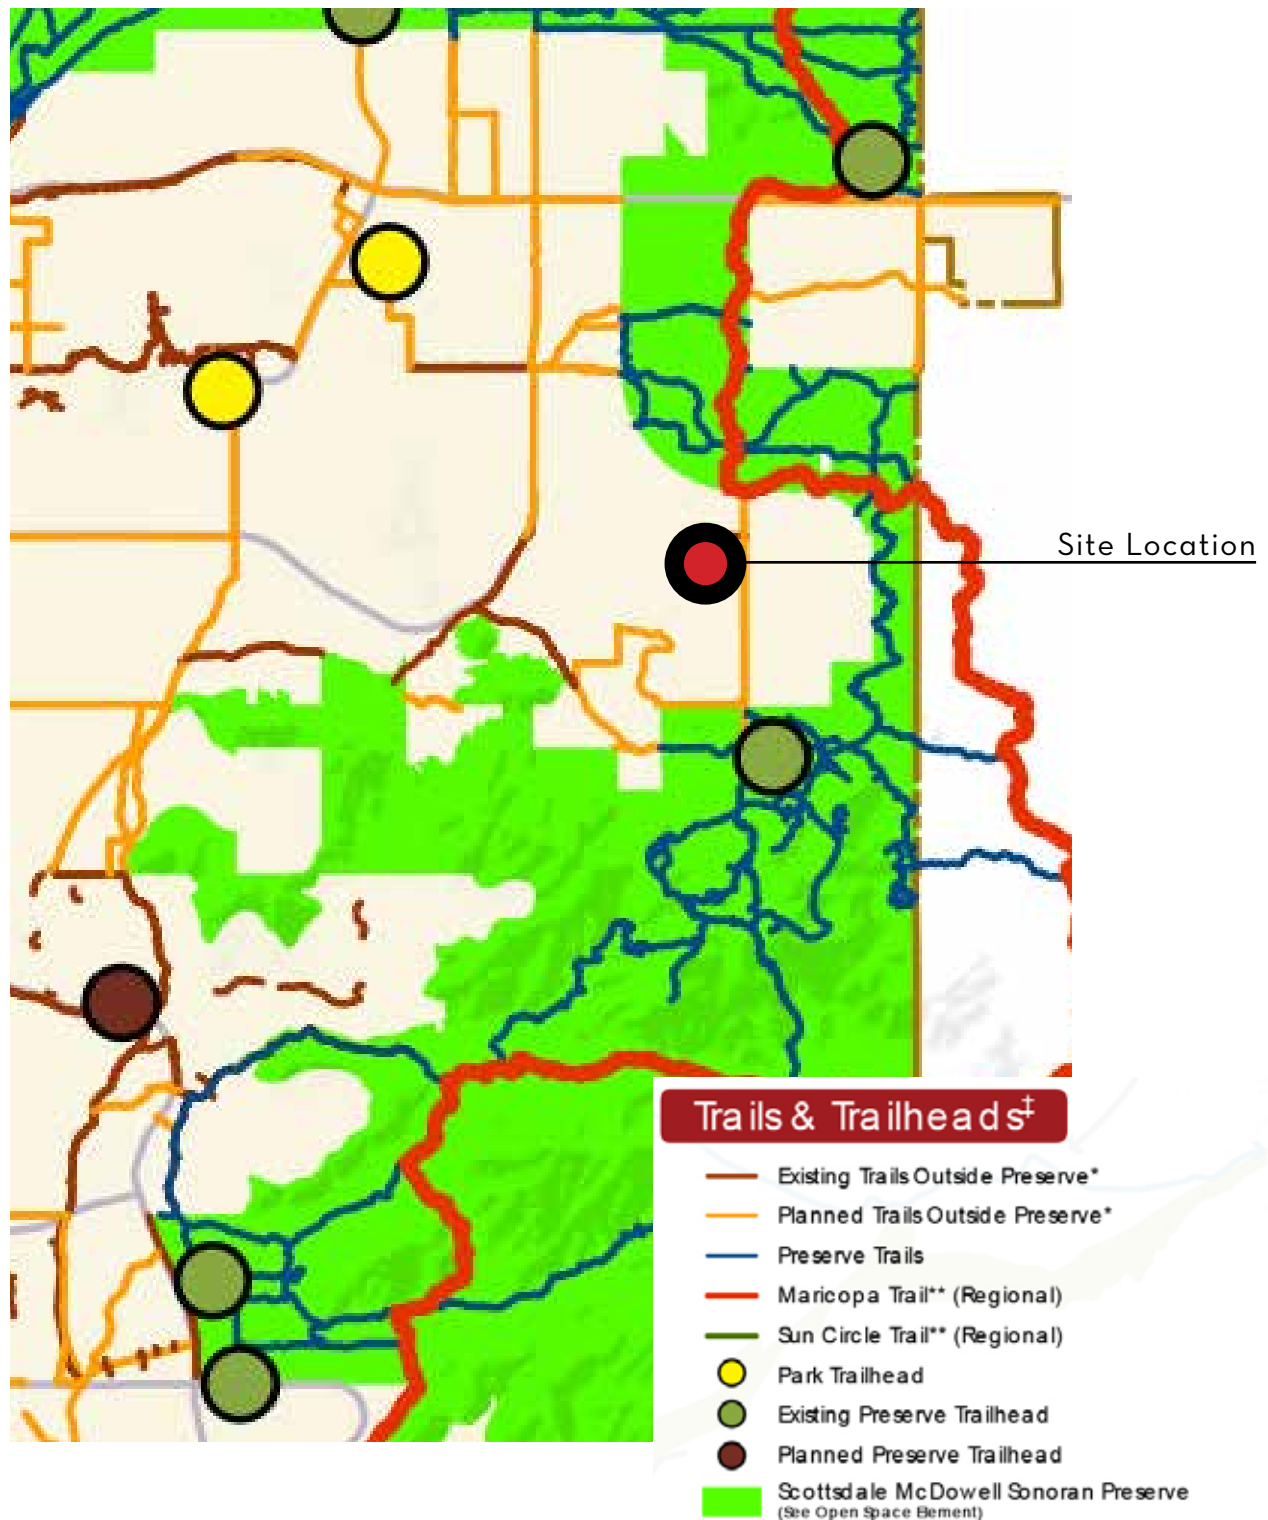 Site Location
Trails & Trailheads‡
Existing Trails Outside Preserve*
Planned Trails Outside Preserve*
Preserve Trails
Maricopa Trail** (Regional)
Sun Circle Trail** (Regional)
Park Trailhead
Existing Preserve Trailhead
Planned Preserve Trailhead
Scottsdale McDowell Sonoran Preserve
(See Open Space Element)